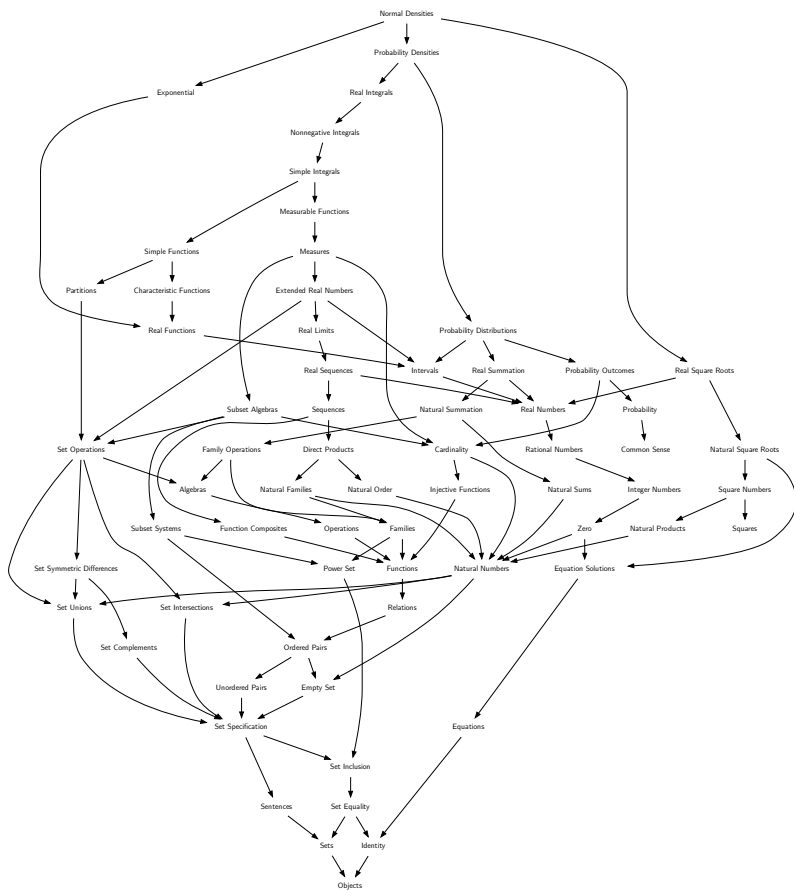 Normal Densities
Probability Densities
Exponential
Real Integrals
Nonnegative Integrals
Simple Integrals
Measurable Functions
Simple Functions
Measures
Partitions
Characteristic Functions
Extended Real Numbers
Real Functions
Real Limits
Probability Distributions
Real Sequences
Intervals
Real Summation
Probability Outcomes
Real Square Roots
Subset Algebras
Sequences
Natural Summation
Real Numbers
Probability
Set Operations
Family Operations
Direct Products
Cardinality
Rational Numbers
Common Sense
Natural Square Roots
Algebras
Natural Families
Natural Order
Injective Functions
Natural Sums
Integer Numbers
Square Numbers
Subset Systems
Function Composites
Operations
Families
Zero
Natural Products
Squares
Set Symmetric Differences
Power Set
Functions
Natural Numbers
Equation Solutions
Set Unions
Set Intersections
Relations
Set Complements
Ordered Pairs
Unordered Pairs
Empty Set
Set Specification
Equations
Set Inclusion
Sentences
Set Equality
Sets
Identity
Objects